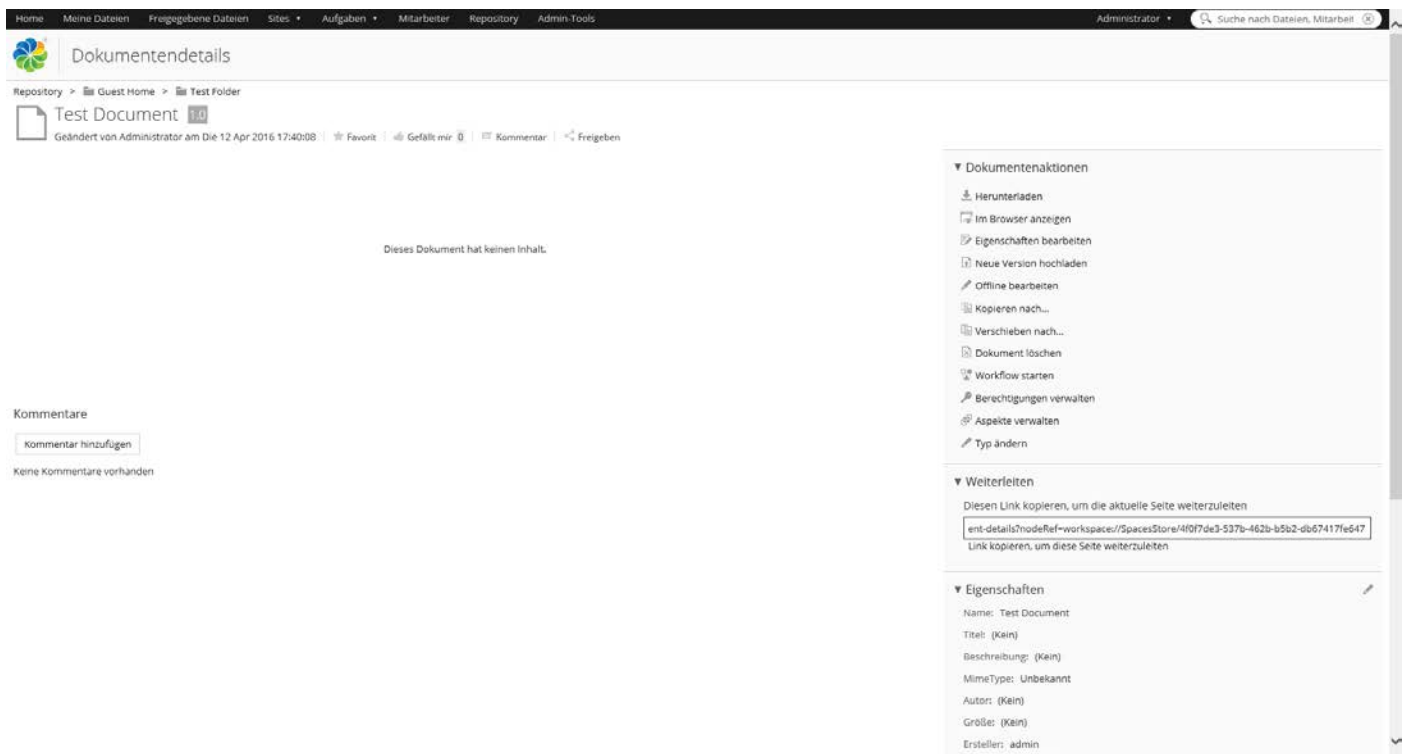 Home Meine Dateien Freigegebene Dateien Sites Aufgaben Mitarbeiter Repository Admin-Tools Administrator Suche nach Dateien, Mitarbeit
Dokumentendetails
Repository > Guest Home > Test Folder
Test Document 1.0
Geändert von Administrator am Die 12 Apr 2016 17:40:08 Favorit Gefällt mir 0 Kommentar Freigeben
Dieses Dokument hat keinen Inhalt.
Kommentare
Kommentar hinzufügen
Keine Kommentare vorhanden
Dokumentenaktionen
Herunterladen
Im Browser anzeigen
Eigenschaften bearbeiten
Neue Version hochladen
Offline bearbeiten
Kopieren nach...
Verschieben nach...
Dokument löschen
Workflow starten
Berechtigungen verwalten
Aspekte verwalten
Typ ändern
Weiterleiten
Diesen Link kopieren, um die aktuelle Seite weiterzuleiten
ent-details?nodeRef=workspace://SpacesStore/4f0f7de3-537b-462b-b5b2-db67417fe647
Link kopieren, um diese Seite weiterzuleiten
Eigenschaften
Name: Test Document
Titel: (Kein)
Beschreibung: (Kein)
MimeType: Unbekannt
Autor: (Kein)
Größe: (Kein)
Ersteller: admin